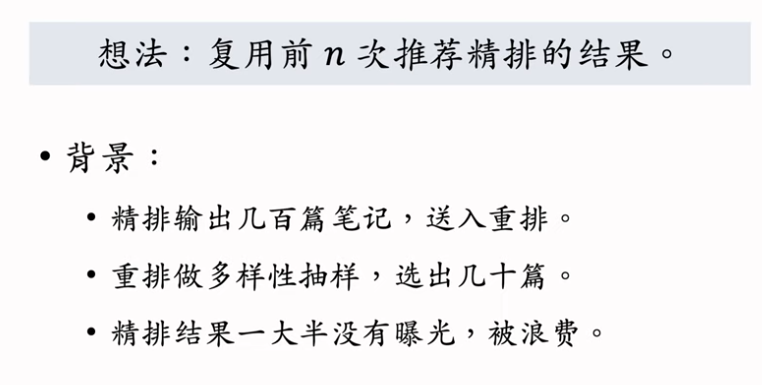 想法：复用前 n 次推荐精排的结果。
• 背景：
• 精排输出几百篇笔记，送入重排。
• 重排做多样性抽样，选出几十篇。
• 精排结果一大半没有曝光，被浪费。